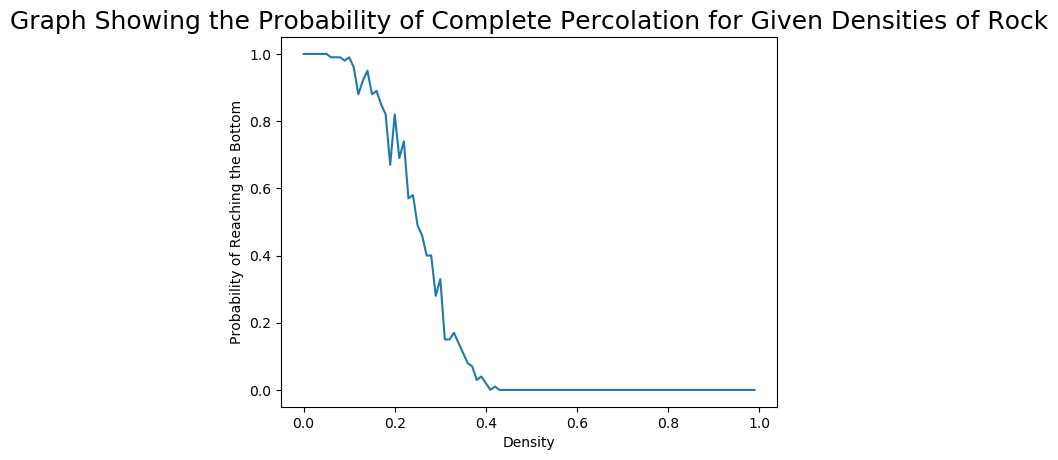 Graph Showing the Probability of Complete Percolation for Given Densities of Rock
Probability of Reaching the Bottom
1.0
0.8
0.6
0.4
0.2
0.0
0.0 0.2 0.4 0.6 0.8 1.0
Density